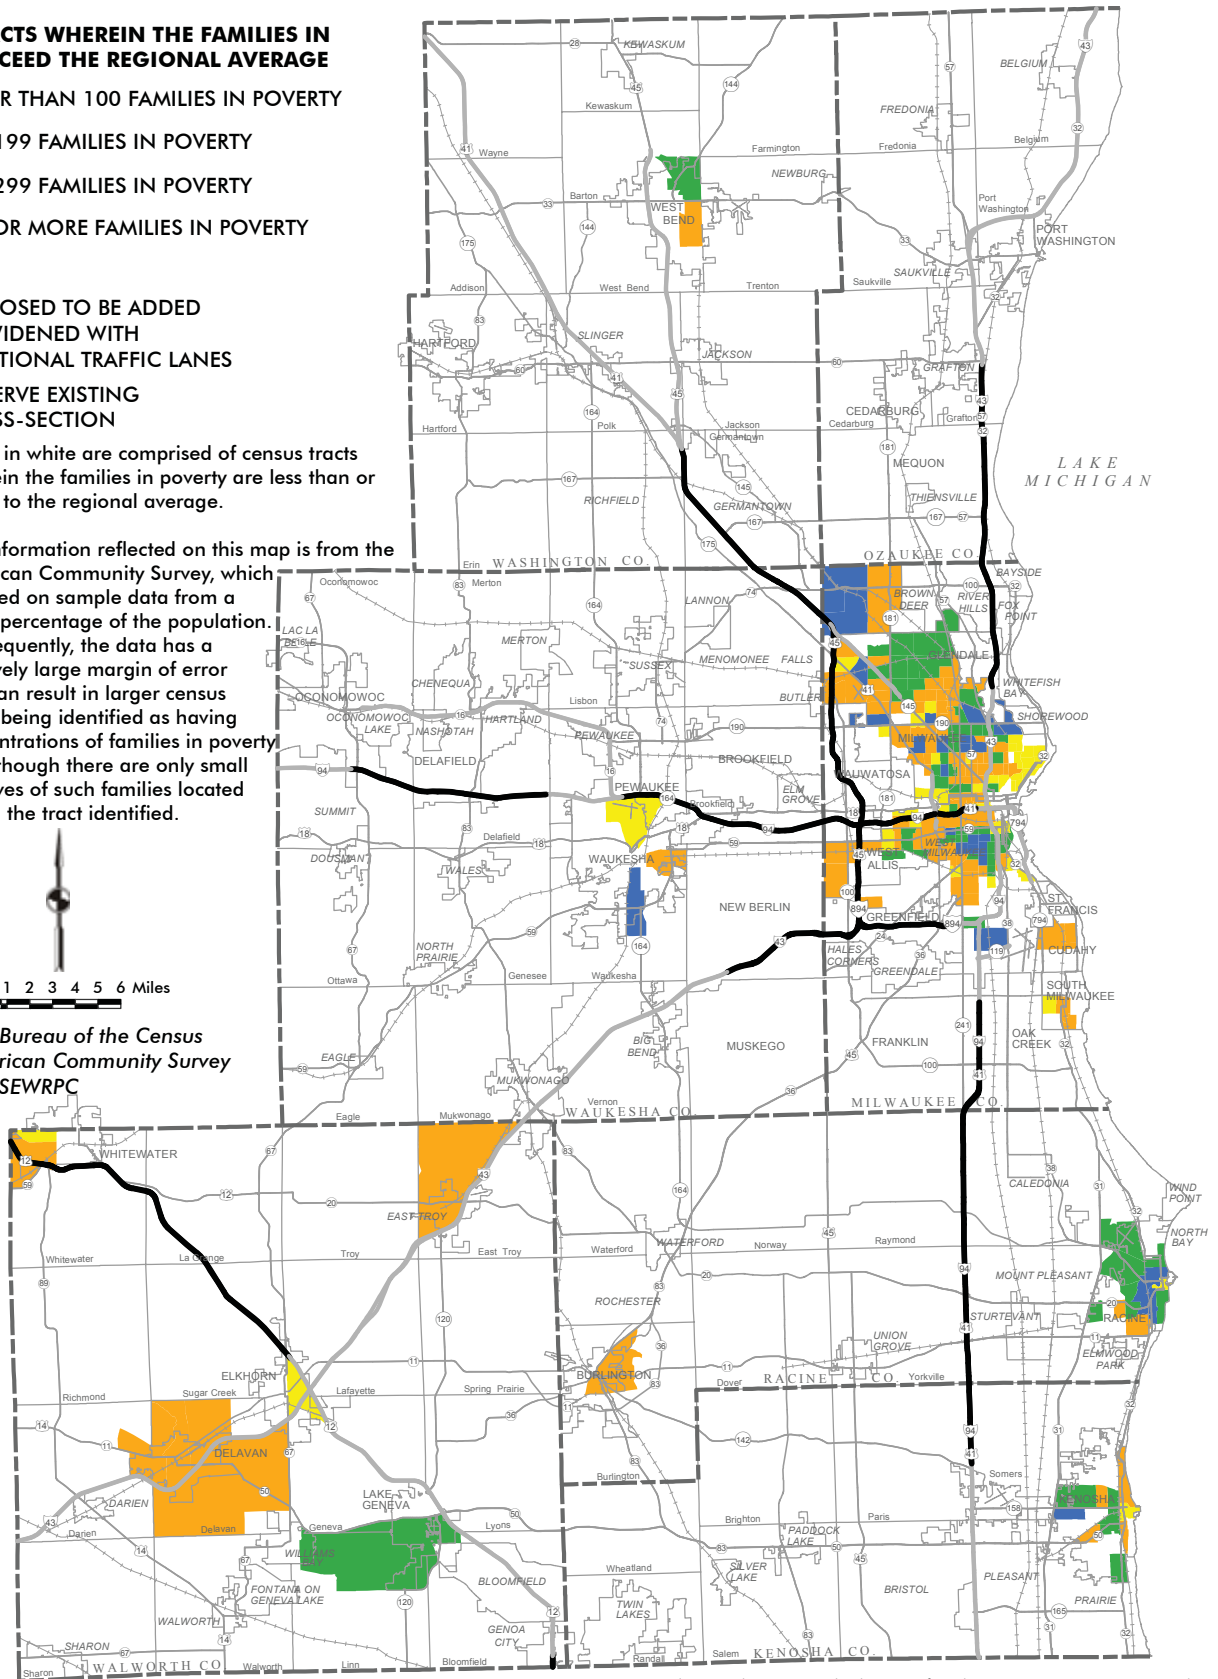 CTS WHEREIN THE FAMILIES IN
CEED THE REGIONAL AVERAGE
R THAN 100 FAMILIES IN POVERTY
199 FAMILIES IN POVERTY
299 FAMILIES IN POVERTY
OR MORE FAMILIES IN POVERTY
OSED TO BE ADDED
VIDENED WITH
TIONAL TRAFFIC LANES
ERVE EXISTING
SS-SECTION
in white are comprised of census tracts
ein the families in poverty are less than or
to the regional average.
nformation reflected on this map is from the
ican Community Survey, which
ed on sample data from a
percentage of the population.
equently, the data has a
vely large margin of error
an result in larger census
being identified as having
ntrations of families in poverty
though there are only small
ves of such families located
the tract identified.
1 2 3 4 5 6 Miles
Bureau of the Census
rican Community Survey
SEWRPC
KEWASKUM
Kewaskum
BELGIUM
FREDONIA
Wayne
Farmington
Fredonia
Belgium
NEWBURG
Barton
WEST
BEND
Port
Washington
PORT
WASHINGTON
SAUKVILLE
Addison
West Bend
Trenton
Saukville
HARTFORD
SLINGER
JACKSON
GRAFTON
CEDARBURG
Cedarburg
Grafton
Hartford
Polk
Jackson
Germantown
MEQUON
LAKE
MICHIGAN
RICHFIELD
GERMANTOWN
THIENSVILLE
Erin
WASHINGTON CO.
OZAUKEE CO.
Oconomowoc
Merton
BAYSIDE
BROWN
DEER
RIVER
HILLS
FOX
POINT
LANNON
LAC LA
BELLE
MERTON
SUSSEX
MENOMONEE FALLS
GLENDALE
CHENEQUA
OCONOMOWOC
Lisbon
BUTLER
WHITEFISH
BAY
OCONOMOWOC
LAKE
NASHOTAH
HARTLAND
PEWAUKEE
SHOREWOOD
MILWAUKEE
DELAFIELD
BROOKFIELD
WAUWATOSA
SUMMIT
PEWAUKEE
Brookfield
ELM
GROVE
Delafield
DOUSMAN
WALES
WAUKESHA
WEST
ALLIS
WEST
MILWAUKEE
NEW BERLIN
GREENFIELD
ST.
FRANCIS
NORTH
PRAIRIE
HALES
CORNERS
GREENDALE
CUDAHY
Ottawa
Genesee
Waukesha
SOUTH
MILWAUKEE
EAGLE
BIG
BEND
MUSKEGO
FRANKLIN
OAK
CREEK
MUKWONAGO
Vernon
Eagle
Mukwonago
WAUKESHA CO.
MILWAUKEE CO.
WHITEWATER
CALEDONIA
WIND
POINT
EAST TROY
NORTH
BAY
Whitewater
La Grange
Troy
East Troy
Waterford
WATERFORD
Norway
Raymond
MOUNT PLEASANT
ROCHESTER
STURTEVANT
RACINE
UNION
GROVE
ELMWOOD
PARK
ELKHORN
BURLINGTON
Richmond
Sugar Creek
Lafayette
Spring Prairie
Dover
RACINE CO.
Yorkville
DELAVAN
Burlington
Somers
LAKE
GENEVA
KENOSHA
DARIEN
Darien
Delavan
Geneva
Lyons
Brighton
Paris
PADDOCK
LAKE
WILLIAMS
BAY
Wheatland
SILVER
LAKE
PLEASANT
PRAIRIE
FONTANA ON
GENEVA LAKE
BLOOMFIELD
BRISTOL
TWIN
LAKES
WALWORTH
GENOA
CITY
SHARON
Sharon
WALWORTH CO
Walworth
Linn
Bloomfield
Randall
Salem
KENOSHA CO.